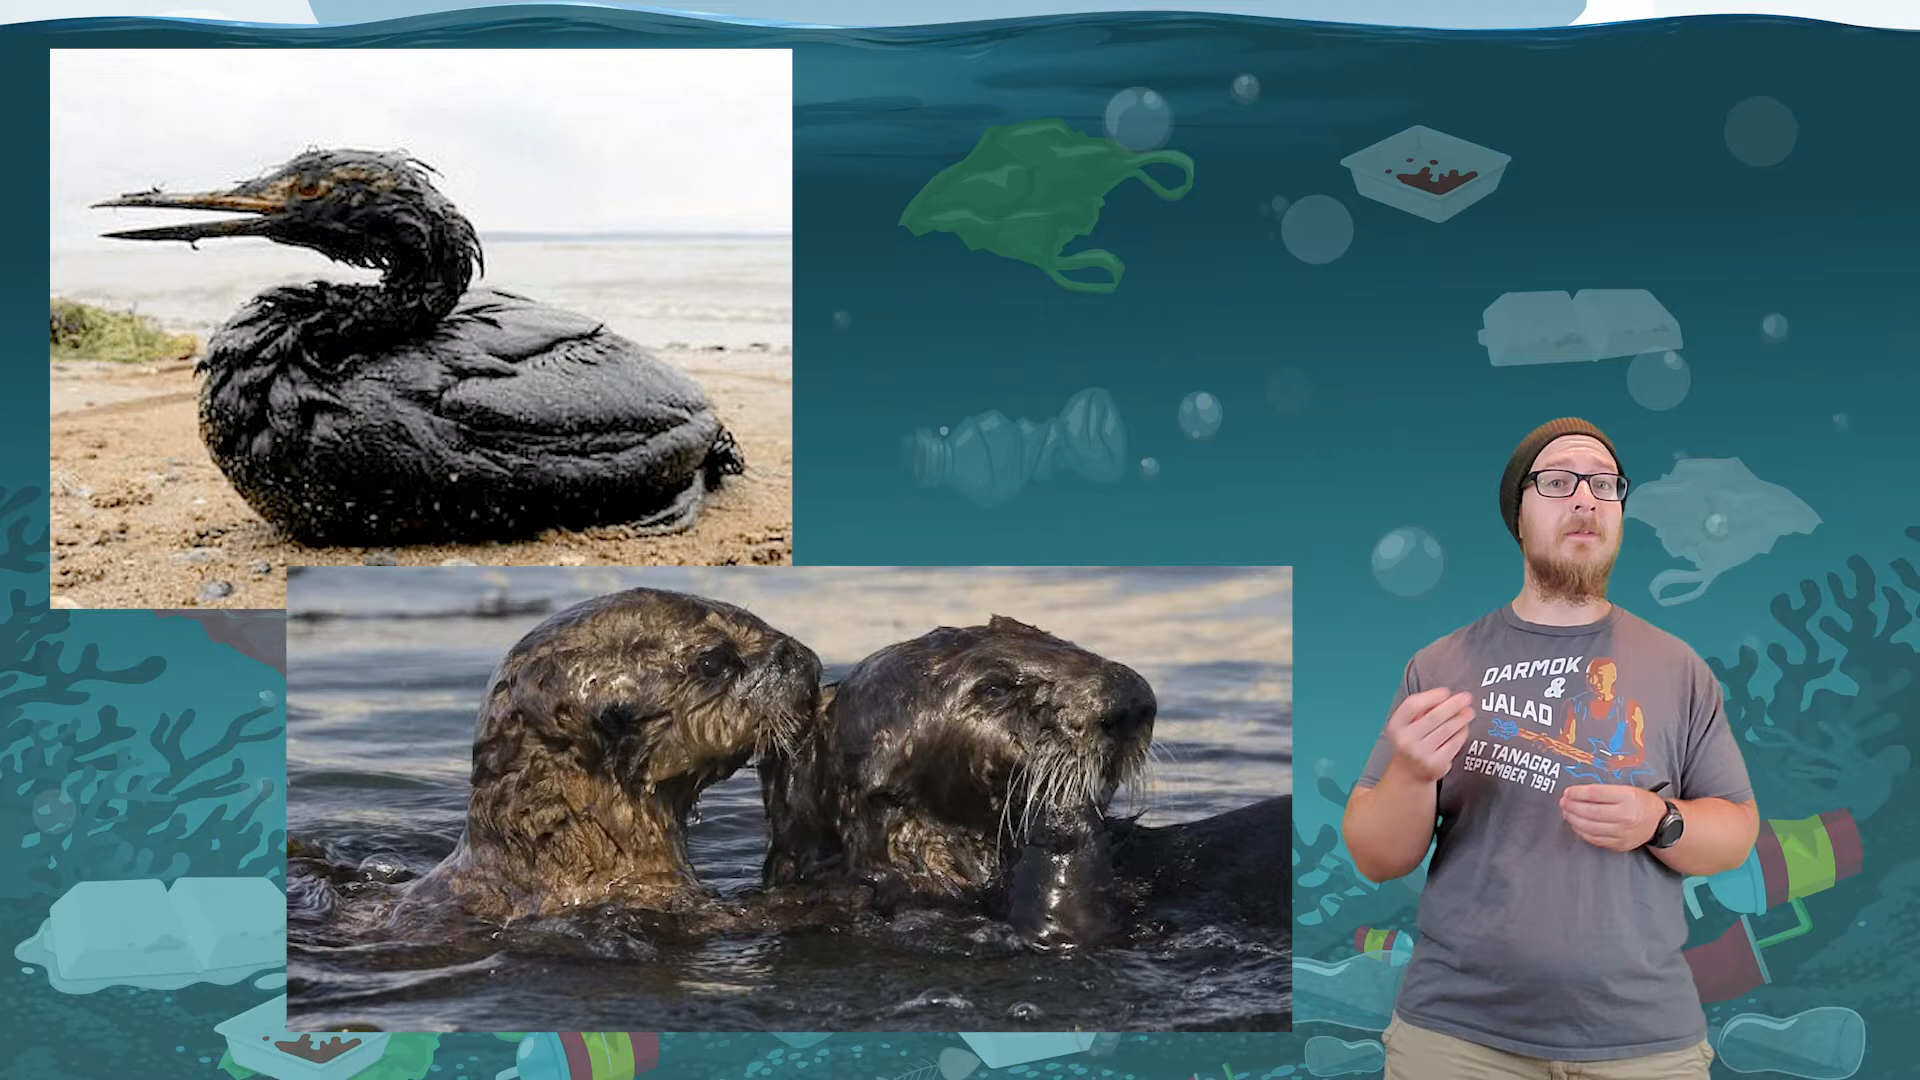 DARMOK
&
JALAD
AT TANAGRA
SEPTEMBER 1991